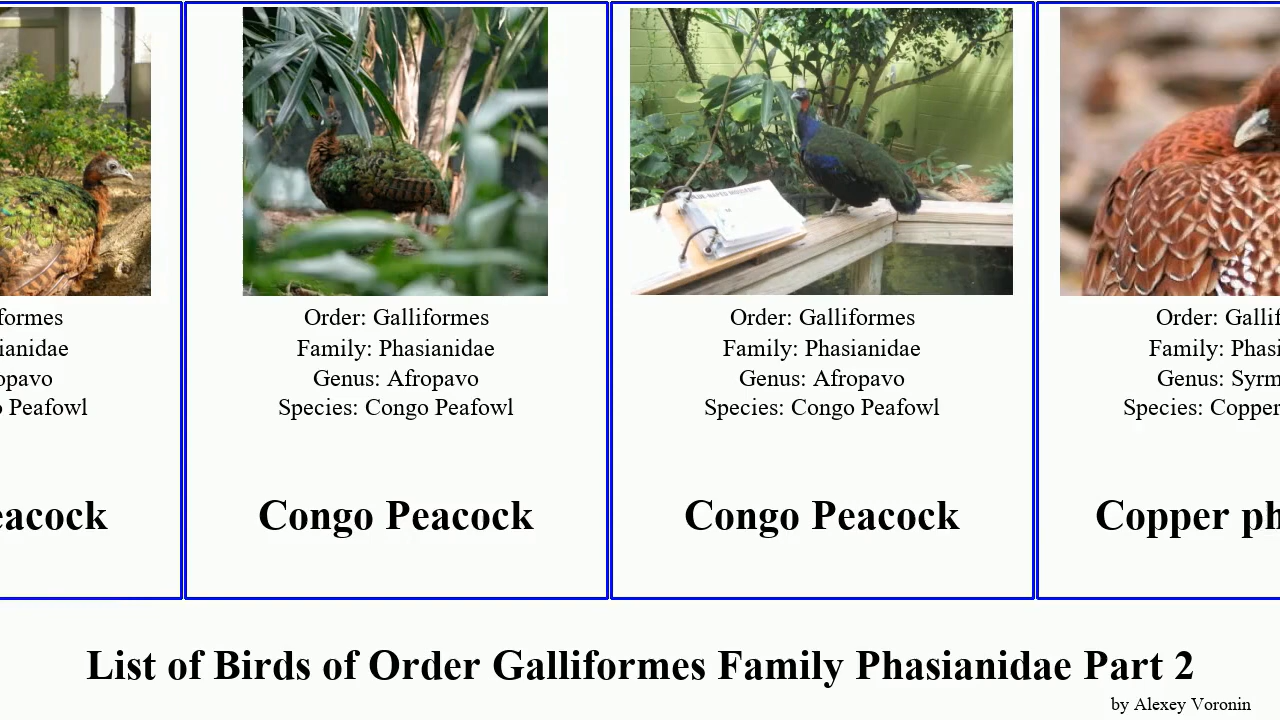 formes
ianidae
opavo
o Peafowl
eacock
Order: Galliformes
Family: Phasianidae
Genus: Afropavo
Species: Congo Peafowl
Congo Peacock
Order: Galliformes
Family: Phasianidae
Genus: Afropavo
Species: Congo Peafowl
Congo Peacock
Order: Gallif
Family: Phasi
Genus: Syrm
Species: Copper
Copper ph
List of Birds of Order Galliformes Family Phasianidae Part 2
by Alexey Voronin